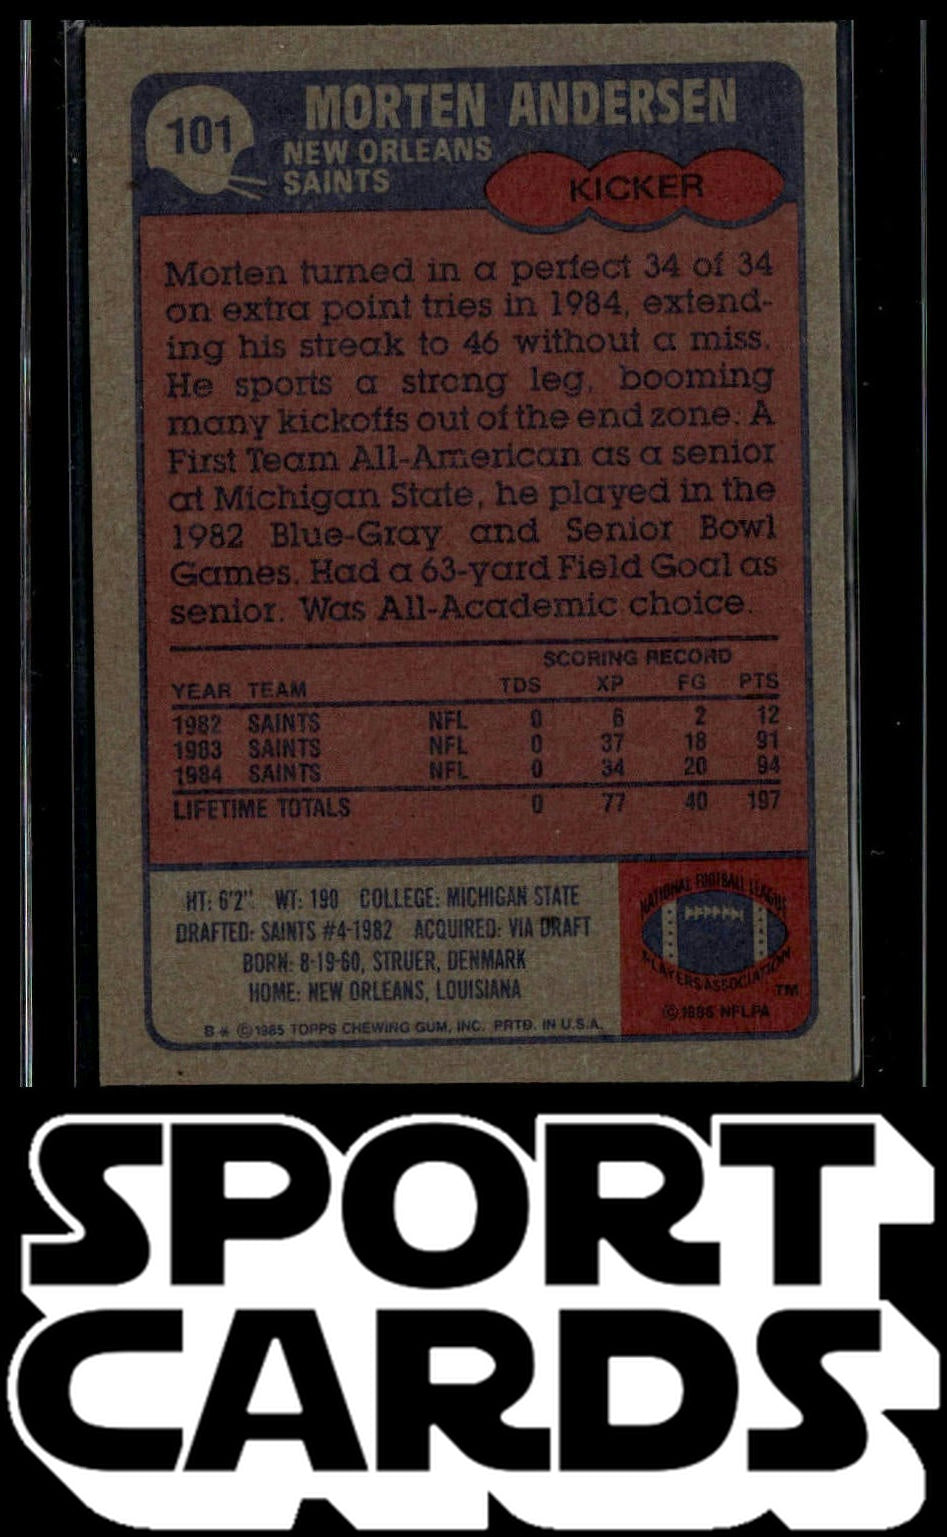 101
MORTEN ANDERSEN
NEW ORLEANS
SAINTS
KICKER
Morten turned in a perfect 34 of 34
on extra point tries in 1984, extend-
ing his streak to 46 without a miss.
He sports a strong leg, booming
many kickoffs out of the end zone. A
First Team All-American as a senior
at Michigan State, he played in the
1982 Blue-Gray and Senior Bowl
Games. Had a 63-yard Field Goal as
senior. Was All-Academic choice.
SCORING RECORD
YEAR TEAM TDS XP FG PTS
1982 SAINTS NFL 0 6 2 12
1983 SAINTS NFL 0 37 18 91
1984 SAINTS NFL 0 34 20 94
LIFETIME TOTALS 0 77 40 197
HT: 6'2" WT: 190 COLLEGE: MICHIGAN STATE
DRAFTED: SAINTS #4-1982 ACQUIRED: VIA DRAFT
BORN: 8-19-60, STRUER, DENMARK
HOME: NEW ORLEANS, LOUISIANA
B* © 1985 TOPPS CHEWING GUM, INC. PRTD. IN U.S.A.
NATIONAL FOOTBALL LEAGUE
PLAYERS ASSOCIATION
TM
© 1985 NFLPA
SPORT
CARDS